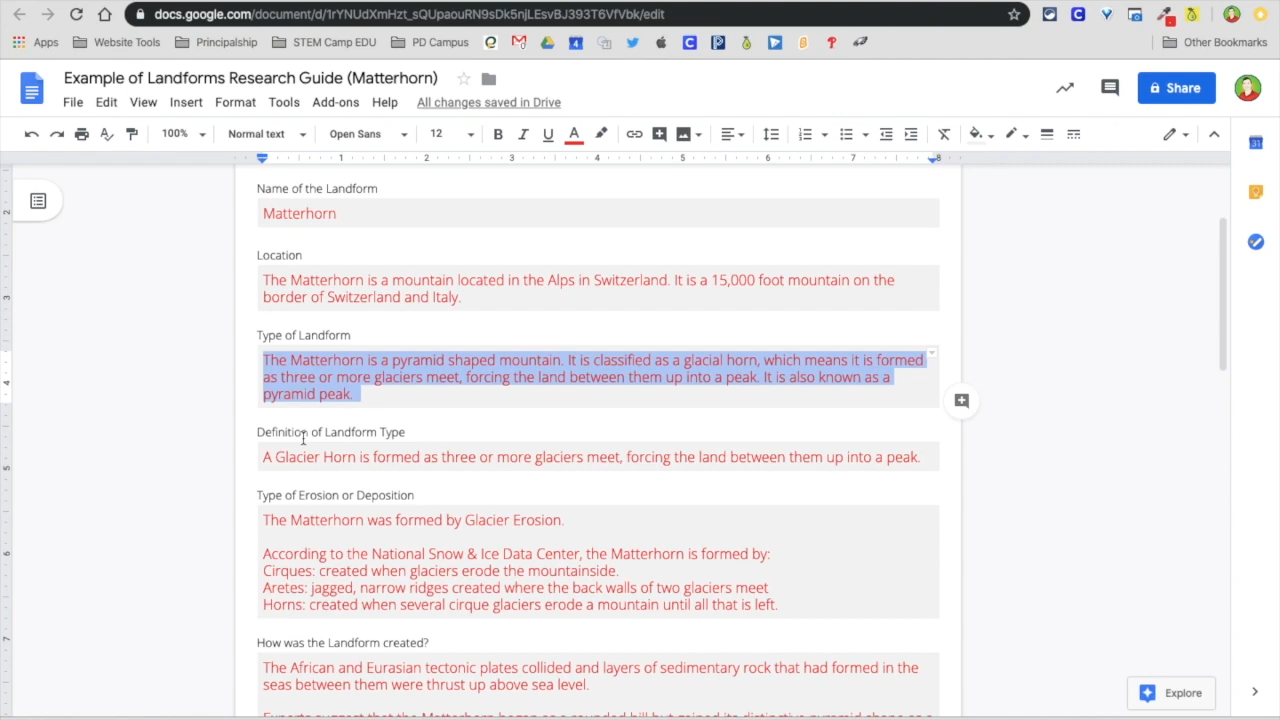 docs.google.com/document/d/1rYNUdXmHzt_sQUpaouRN9sDk5njLEsvBJ393T6VfVbk/edit
Apps Website Tools Principalship STEM Camp EDU PD Campus Other Bookmarks
Example of Landforms Research Guide (Matterhorn)
File Edit View Insert Format Tools Add-ons Help All changes saved in Drive
Share
100% Normal text Open Sans 12
1 2 3 4 5 6 7 8
Name of the Landform
Matterhorn
Location
The Matterhorn is a mountain located in the Alps in Switzerland. It is a 15,000 foot mountain on the
border of Switzerland and Italy.
Type of Landform
The Matterhorn is a pyramid shaped mountain. It is classified as a glacial horn, which means it is formed
as three or more glaciers meet, forcing the land between them up into a peak. It is also known as a
pyramid peak.
Definition of Landform Type
A Glacier Horn is formed as three or more glaciers meet, forcing the land between them up into a peak.
Type of Erosion or Deposition
The Matterhorn was formed by Glacier Erosion.
According to the National Snow & Ice Data Center, the Matterhorn is formed by:
Cirques: created when glaciers erode the mountainside.
Aretes: jagged, narrow ridges created where the back walls of two glaciers meet
Horns: created when several cirque glaciers erode a mountain until all that is left.
How was the Landform created?
The African and Eurasian tectonic plates collided and layers of sedimentary rock that had formed in the
seas between them were thrust up above sea level.
Explore